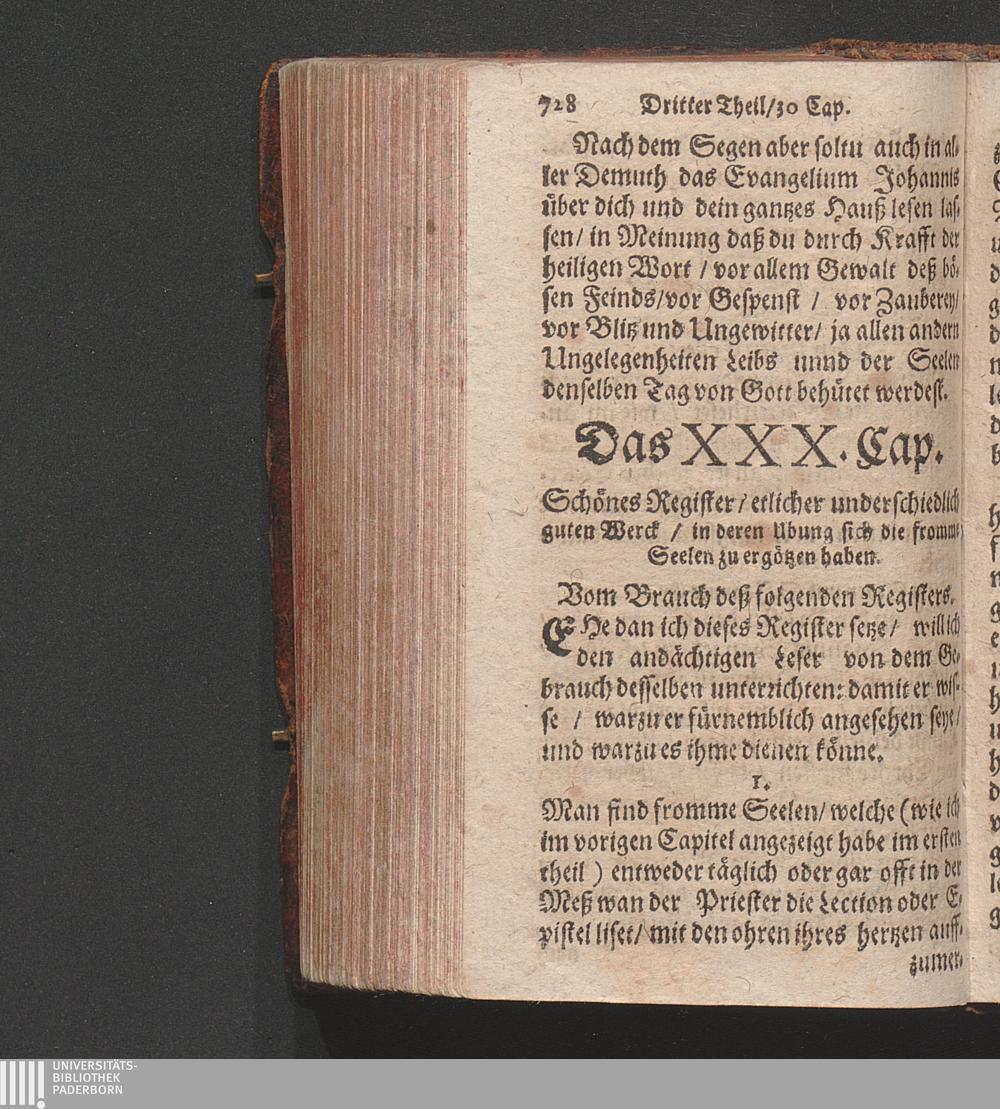 728 Dritter Theil/30 Cap.
Nach dem Segen aber soltu auch in al-
ler Demuth das Evangelium Johannis
über dich und dein gantzes Hauß lesen las-
sen/ in Meinung daß du durch Krafft der
heiligen Wort / vor allem Gewalt deß bö-
sen Feinds/vor Gespenst / vor Zauberey/
vor Blitz und Ungewitter/ ja allen andern
Ungelegenheiten Leibs unnd der Seelen
denselben Tag von Gott behütet werdest.
Das XXX. Cap.
Schönes Register / etlicher underschiedlich
guten Werck / in deren Ubung sich die fromme
Seelen zu ergötzen haben.
Vom Brauch deß folgenden Registers.
EHe dan ich dieses Register setze / will ich
den andächtigen Leser von dem Ge-
brauch desselben unterrichten: damit er wis-
se / warzu er fürnemblich angesehen seye/
und warzu es ihme dienen könne.
1.
Man find fromme Seelen/ welche (wie ich
im vorigen Capitel angezeigt habe im ersten
theil ) entweder täglich oder gar offt in der
Meß wan der Priester die Lection oder E-
pistel liset/ mit den ohren ihres hertzen auff-
zumer-
UNIVERSITÄTS-
BIBLIOTHEK
PADERBORN